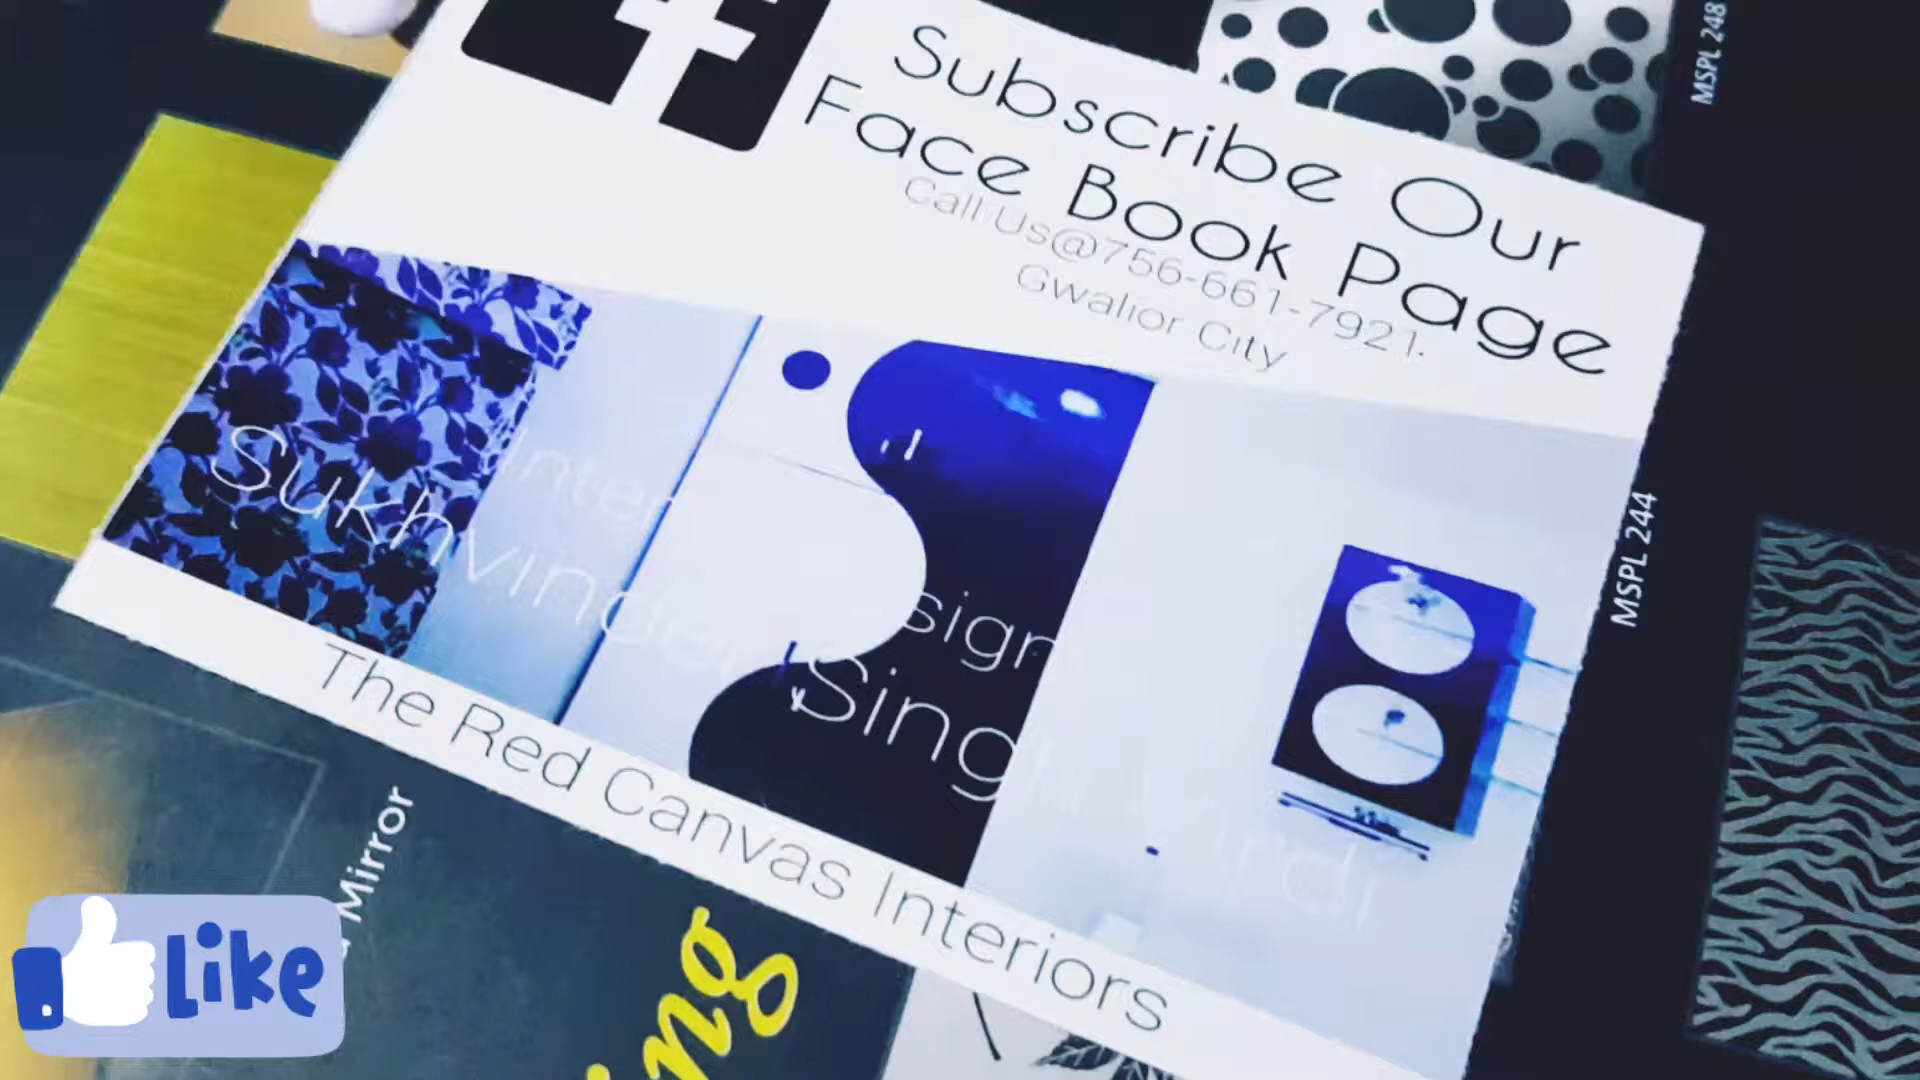 Subscribe Our
Face Book Page
Call Us@756-661-7921.
Gwalior City
Sukhvinder Singh Virdi
The Red Canvas Interiors
MSPL 248
MSPL 244
Mirror
Like